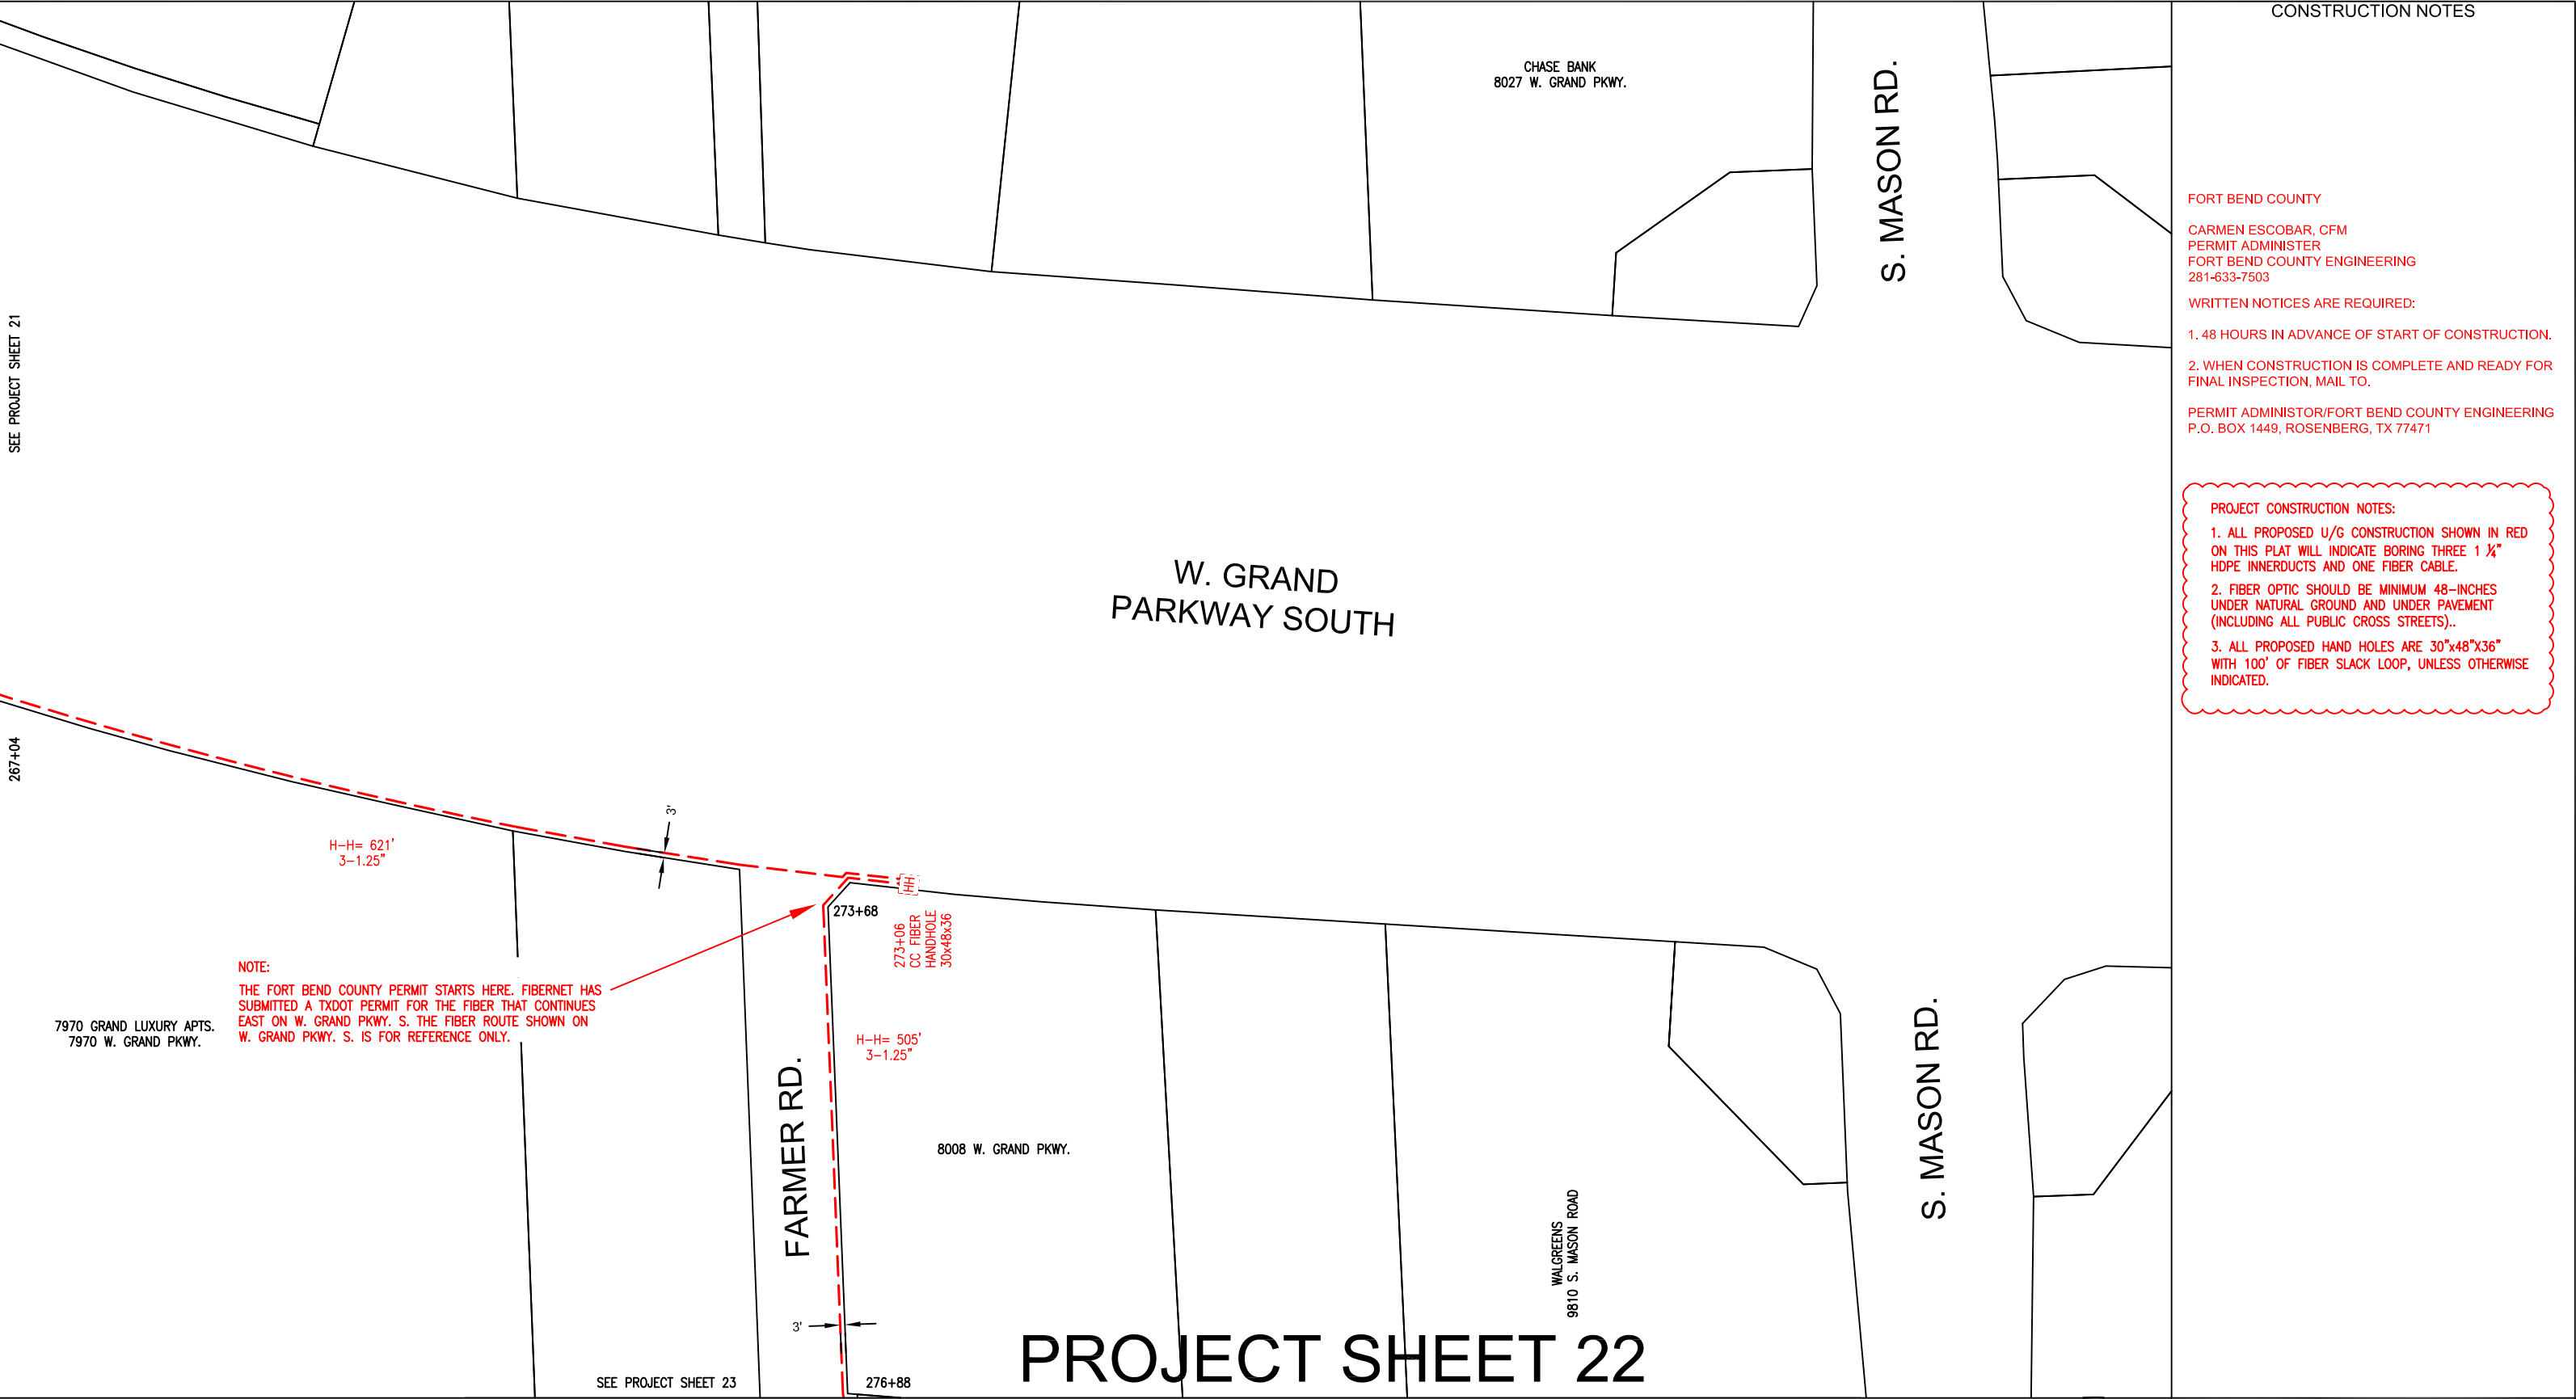 CONSTRUCTION NOTES
CHASE BANK
8027 W. GRAND PKWY.
S. MASON RD.
SEE PROJECT SHEET 21
FORT BEND COUNTY
CARMEN ESCOBAR, CFM
PERMIT ADMINISTER
FORT BEND COUNTY ENGINEERING
281-633-7503
WRITTEN NOTICES ARE REQUIRED:
1. 48 HOURS IN ADVANCE OF START OF CONSTRUCTION.
2. WHEN CONSTRUCTION IS COMPLETE AND READY FOR
FINAL INSPECTION, MAIL TO.
PERMIT ADMINISTOR/FORT BEND COUNTY ENGINEERING
P.O. BOX 1449, ROSENBERG, TX 77471
PROJECT CONSTRUCTION NOTES:
1. ALL PROPOSED U/G CONSTRUCTION SHOWN IN RED
ON THIS PLAT WILL INDICATE BORING THREE 1 ¼"
HDPE INNERDUCTS AND ONE FIBER CABLE.
2. FIBER OPTIC SHOULD BE MINIMUM 48-INCHES
UNDER NATURAL GROUND AND UNDER PAVEMENT
(INCLUDING ALL PUBLIC CROSS STREETS)..
3. ALL PROPOSED HAND HOLES ARE 30"x48"X36"
WITH 100' OF FIBER SLACK LOOP, UNLESS OTHERWISE
INDICATED.
W. GRAND
PARKWAY SOUTH
267+04
3'
H-H= 621'
3-1.25"
HH
273+68
273+06
CC FIBER
HANDHOLE
30x48x36
NOTE:
THE FORT BEND COUNTY PERMIT STARTS HERE. FIBERNET HAS
SUBMITTED A TXDOT PERMIT FOR THE FIBER THAT CONTINUES
EAST ON W. GRAND PKWY. S. THE FIBER ROUTE SHOWN ON
W. GRAND PKWY. S. IS FOR REFERENCE ONLY.
7970 GRAND LUXURY APTS.
7970 W. GRAND PKWY.
H-H= 505'
3-1.25"
FARMER RD.
8008 W. GRAND PKWY.
S. MASON RD.
WALGREENS
9810 S. MASON ROAD
3'
PROJECT SHEET 22
SEE PROJECT SHEET 23
276+88